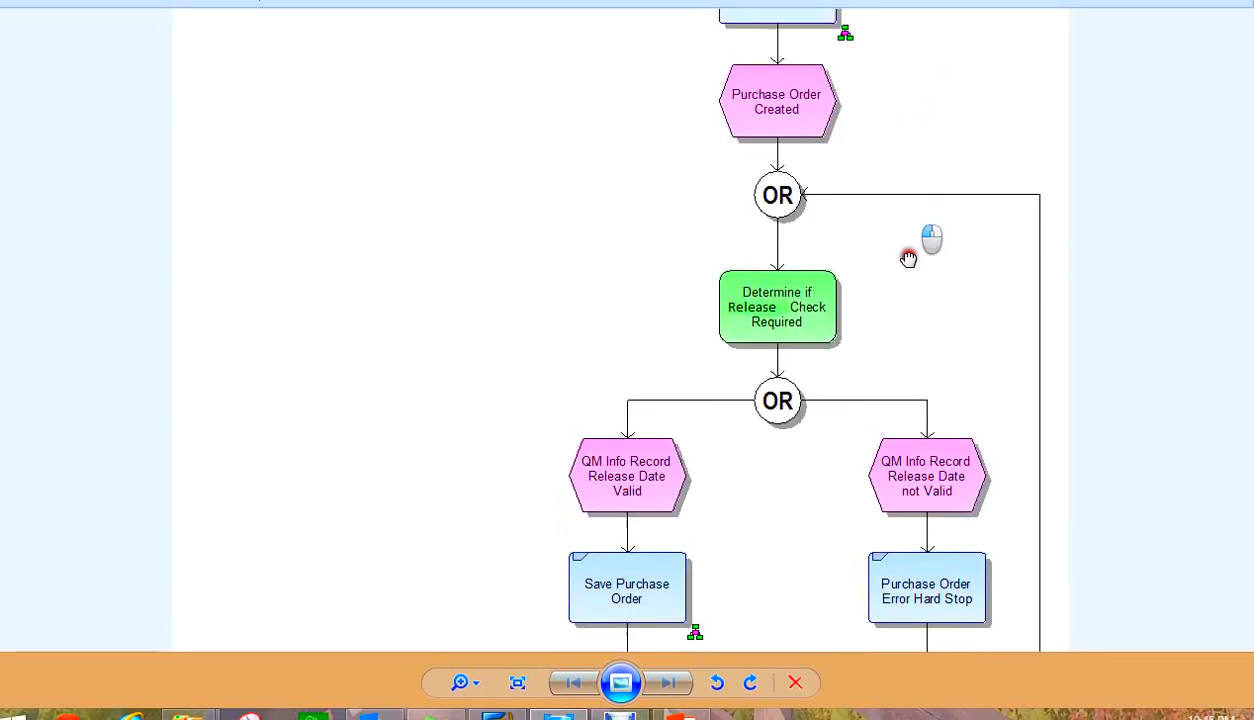 Purchase Order
Created
OR
Determine if
Release Check
Required
OR
QM Info Record
Release Date
Valid
QM Info Record
Release Date
not Valid
Save Purchase
Order
Purchase Order
Error Hard Stop